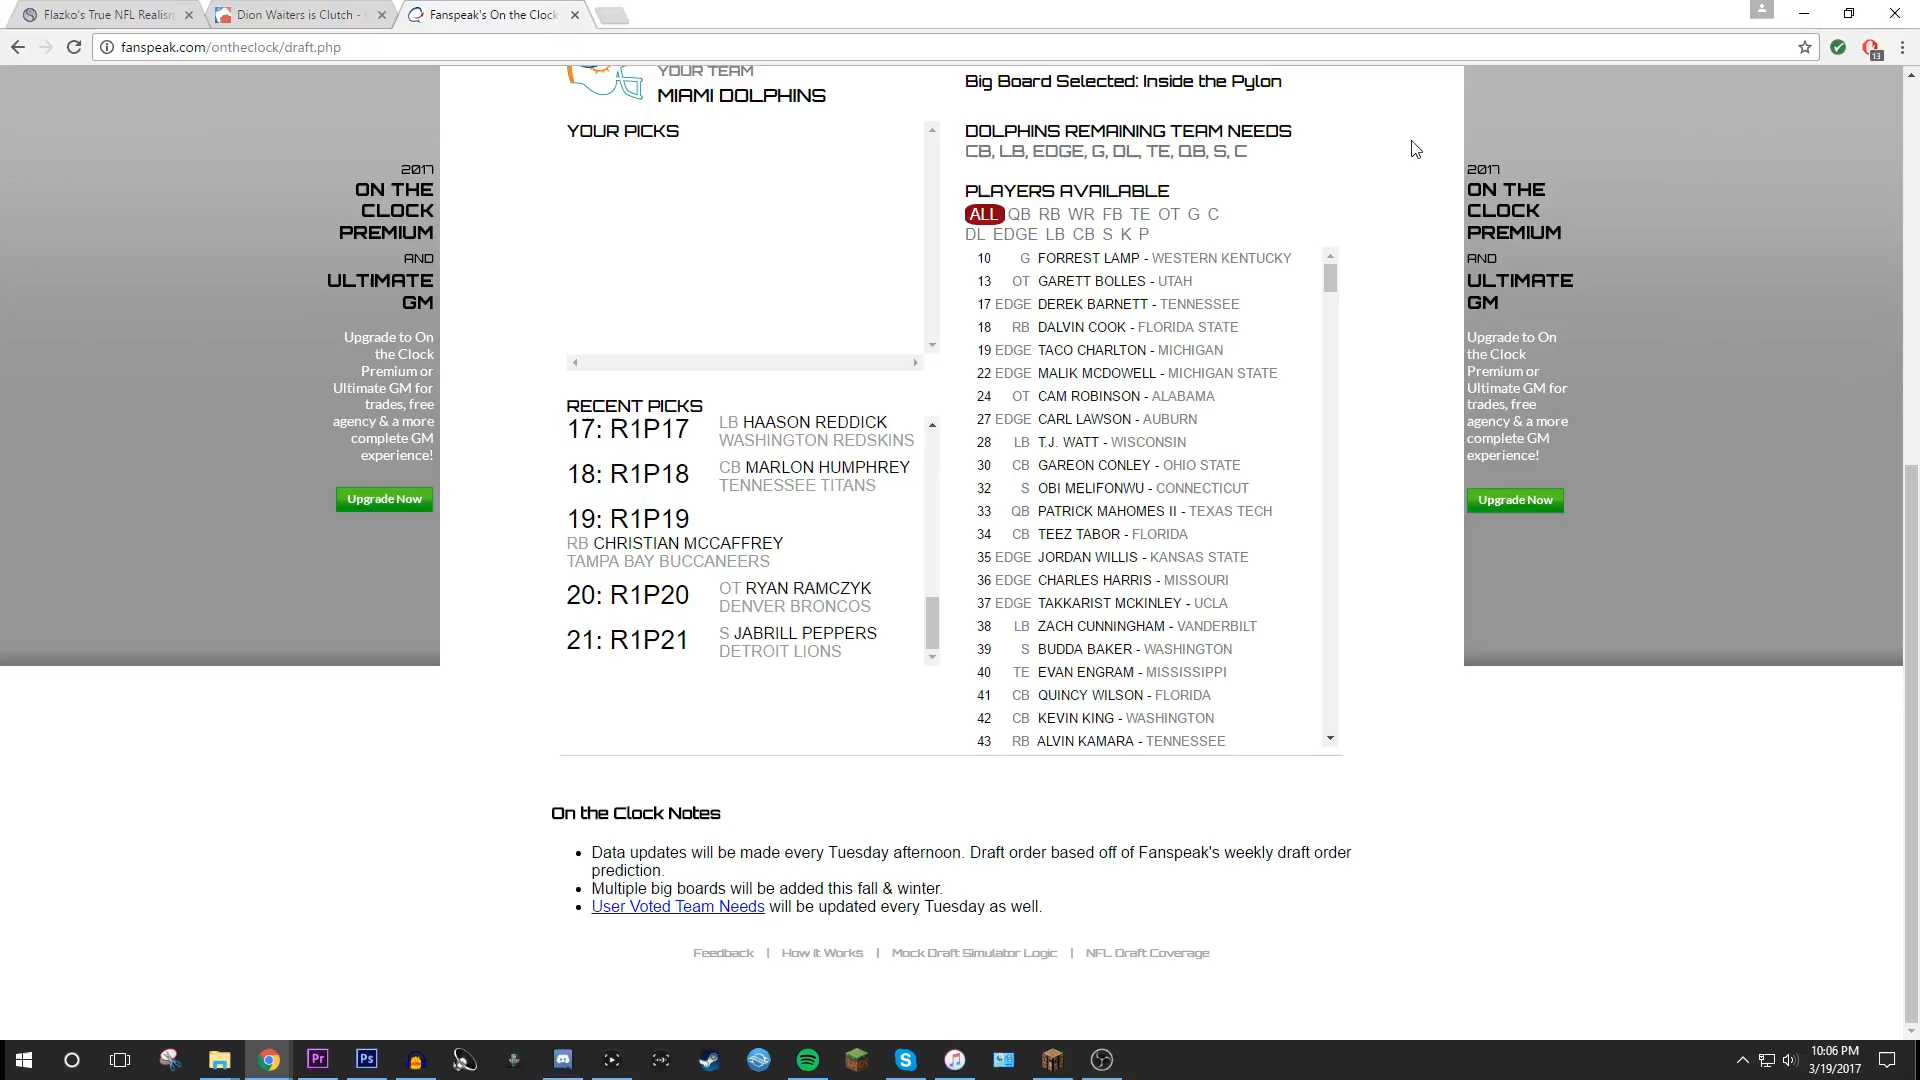 Flazko's True NFL Realism
Dion Waiters is Clutch -
Fanspeak's On the Clock
fanspeak.com/ontheclock/draft.php
13
YOUR TEAM
MIAMI DOLPHINS
Big Board Selected: Inside the Pylon
YOUR PICKS
DOLPHINS REMAINING TEAM NEEDS
CB, LB, EDGE, G, DL, TE, QB, S, C
PLAYERS AVAILABLE
ALL QB RB WR FB TE OT G C
DL EDGE LB CB S K P
10 G FORREST LAMP - WESTERN KENTUCKY
13 OT GARETT BOLLES - UTAH
17 EDGE DEREK BARNETT - TENNESSEE
18 RB DALVIN COOK - FLORIDA STATE
19 EDGE TACO CHARLTON - MICHIGAN
22 EDGE MALIK MCDOWELL - MICHIGAN STATE
24 OT CAM ROBINSON - ALABAMA
27 EDGE CARL LAWSON - AUBURN
28 LB T.J. WATT - WISCONSIN
30 CB GAREON CONLEY - OHIO STATE
32 S OBI MELIFONWU - CONNECTICUT
33 QB PATRICK MAHOMES II - TEXAS TECH
34 CB TEEZ TABOR - FLORIDA
35 EDGE JORDAN WILLIS - KANSAS STATE
36 EDGE CHARLES HARRIS - MISSOURI
37 EDGE TAKKARIST MCKINLEY - UCLA
38 LB ZACH CUNNINGHAM - VANDERBILT
39 S BUDDA BAKER - WASHINGTON
40 TE EVAN ENGRAM - MISSISSIPPI
41 CB QUINCY WILSON - FLORIDA
42 CB KEVIN KING - WASHINGTON
43 RB ALVIN KAMARA - TENNESSEE
RECENT PICKS
17: R1P17 LB HAASON REDDICK
WASHINGTON REDSKINS
18: R1P18 CB MARLON HUMPHREY
TENNESSEE TITANS
19: R1P19
RB CHRISTIAN MCCAFFREY
TAMPA BAY BUCCANEERS
20: R1P20 OT RYAN RAMCZYK
DENVER BRONCOS
21: R1P21 S JABRILL PEPPERS
DETROIT LIONS
2017
ON THE
CLOCK
PREMIUM
AND
ULTIMATE
GM
Upgrade to On
the Clock
Premium or
Ultimate GM for
trades, free
agency & a more
complete GM
experience!
Upgrade Now
2017
ON THE
CLOCK
PREMIUM
AND
ULTIMATE
GM
Upgrade to On
the Clock
Premium or
Ultimate GM for
trades, free
agency & a more
complete GM
experience!
Upgrade Now
On the Clock Notes
• Data updates will be made every Tuesday afternoon. Draft order based off of Fanspeak's weekly draft order
prediction.
• Multiple big boards will be added this fall & winter.
• User Voted Team Needs will be updated every Tuesday as well.
Feedback | How It Works | Mock Draft Simulator Logic | NFL Draft Coverage
Pr
Ps
10:06 PM
3/19/2017